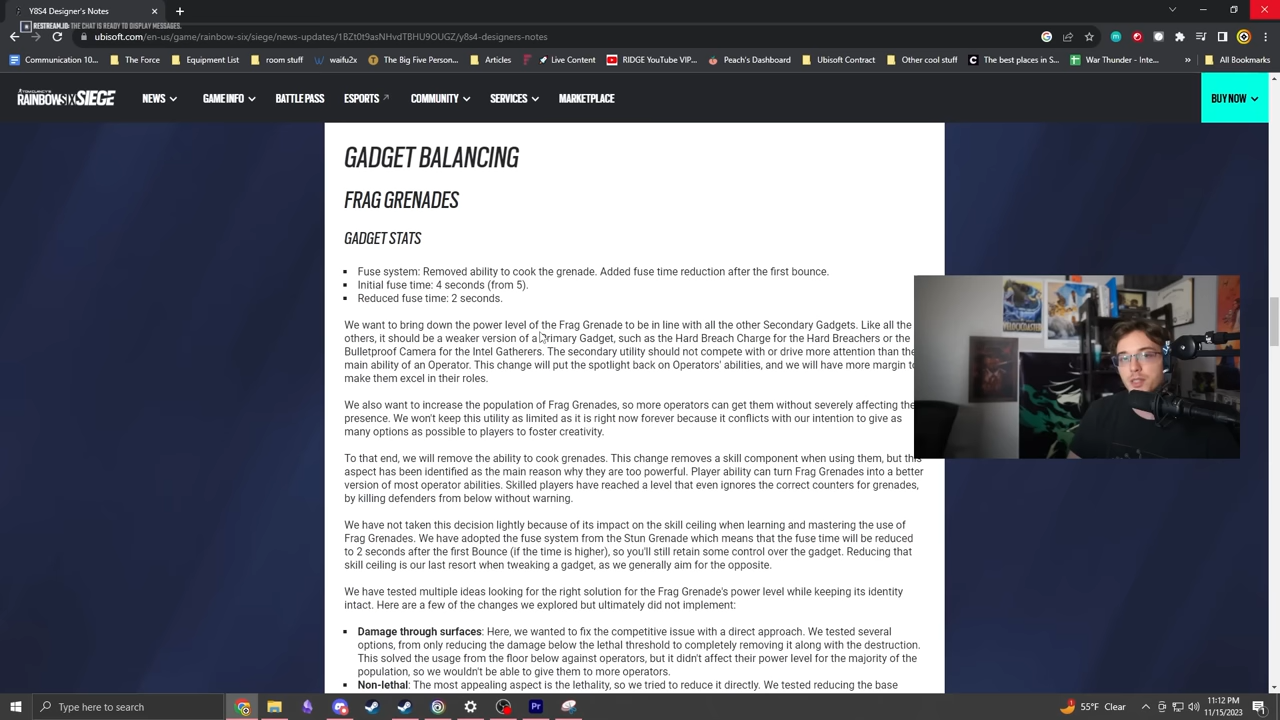 Y8S4 Designer's Notes
RESTREAM.IO: THE CHAT IS READY TO DISPLAY MESSAGES.
ubisoft.com/en-us/game/rainbow-six/siege/news-updates/1BZt0t9asNHvdTBHU9OUGZ/y8s4-designers-notes
Communication 10... The Force Equipment List room stuff waifu2x The Big Five Person... Articles Live Content RIDGE YouTube VIP... Peach's Dashboard Ubisoft Contract Other cool stuff The best places in S... War Thunder - Inte... » All Bookmarks
RAINBOW SIX SIEGE NEWS GAME INFO BATTLE PASS ESPORTS COMMUNITY SERVICES MARKETPLACE BUY NOW
GADGET BALANCING
FRAG GRENADES
GADGET STATS
Fuse system: Removed ability to cook the grenade. Added fuse time reduction after the first bounce.
Initial fuse time: 4 seconds (from 5).
Reduced fuse time: 2 seconds.
We want to bring down the power level of the Frag Grenade to be in line with all the other Secondary Gadgets. Like all the
others, it should be a weaker version of a Primary Gadget, such as the Hard Breach Charge for the Hard Breachers or the
Bulletproof Camera for the Intel Gatherers. The secondary utility should not compete with or drive more attention than the
main ability of an Operator. This change will put the spotlight back on Operators' abilities, and we will have more margin to
make them excel in their roles.
We also want to increase the population of Frag Grenades, so more operators can get them without severely affecting the
presence. We won't keep this utility as limited as it is right now forever because it conflicts with our intention to give as
many options as possible to players to foster creativity.
To that end, we will remove the ability to cook grenades. This change removes a skill component when using them, but this
aspect has been identified as the main reason why they are too powerful. Player ability can turn Frag Grenades into a better
version of most operator abilities. Skilled players have reached a level that even ignores the correct counters for grenades,
by killing defenders from below without warning.
We have not taken this decision lightly because of its impact on the skill ceiling when learning and mastering the use of
Frag Grenades. We have adopted the fuse system from the Stun Grenade which means that the fuse time will be reduced
to 2 seconds after the first Bounce (if the time is higher), so you'll still retain some control over the gadget. Reducing that
skill ceiling is our last resort when tweaking a gadget, as we generally aim for the opposite.
We have tested multiple ideas looking for the right solution for the Frag Grenade's power level while keeping its identity
intact. Here are a few of the changes we explored but ultimately did not implement:
Damage through surfaces: Here, we wanted to fix the competitive issue with a direct approach. We tested several
options, from only reducing the damage below the lethal threshold to completely removing it along with the destruction.
This solved the usage from the floor below against operators, but it didn't affect their power level for the majority of the
population, so we wouldn't be able to give them to more operators.
Non-lethal: The most appealing aspect is the lethality, so we tried to reduce it directly. We tested reducing the base
Type here to search
55°F Clear
11:12 PM
11/15/2023